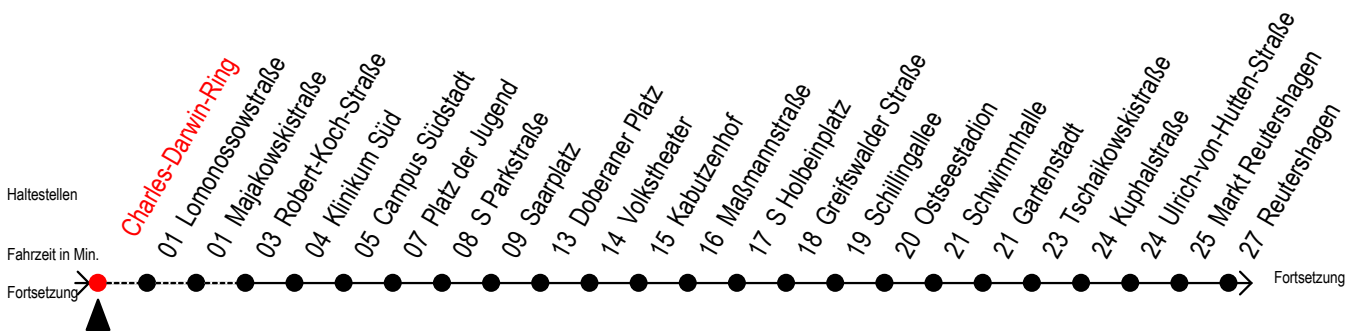 Haltestellen
Charles-Darwin-Ring
01 Lomonossowstraße
01 Majakowskistraße
03 Robert-Koch-Straße
04 Klinikum Süd
05 Campus Südstadt
07 Platz der Jugend
08 S Parkstraße
09 Saarplatz
13 Doberaner Platz
14 Volkstheater
15 Kabutzenhof
16 Maßmannstraße
17 S Holbeinplatz
18 Greifswalder Straße
19 Schillingallee
20 Ostseestadion
21 Schwimmhalle
21 Gartenstadt
23 Tschaikowskistraße
24 Kuphalstraße
24 Ulrich-von-Hutten-Straße
25 Markt Reutershagen
27 Reutershagen
Fahrzeit in Min.
Fortsetzung
Fortsetzung